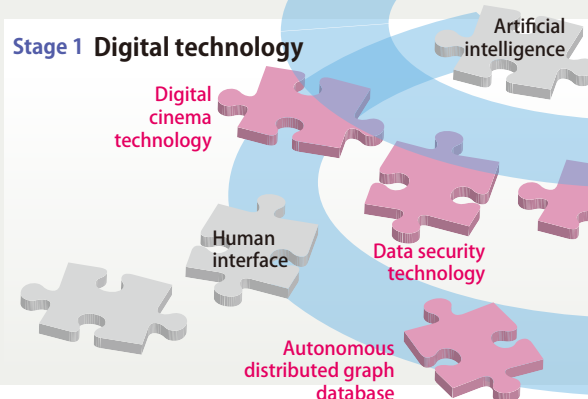 Stage 1 Digital technology
Artificial
intelligence
Digital
cinema
technology
Human
interface
Data security
technology
Autonomous
distributed graph
database